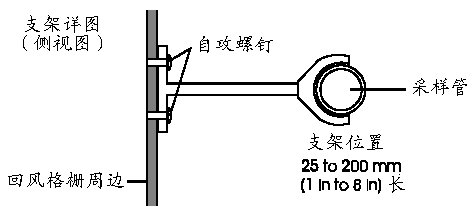 支架详图
（侧视图）
自攻螺钉
采样管
支架位置
25 to 200 mm
(1 in to 8 in) 长
回风格栅周边